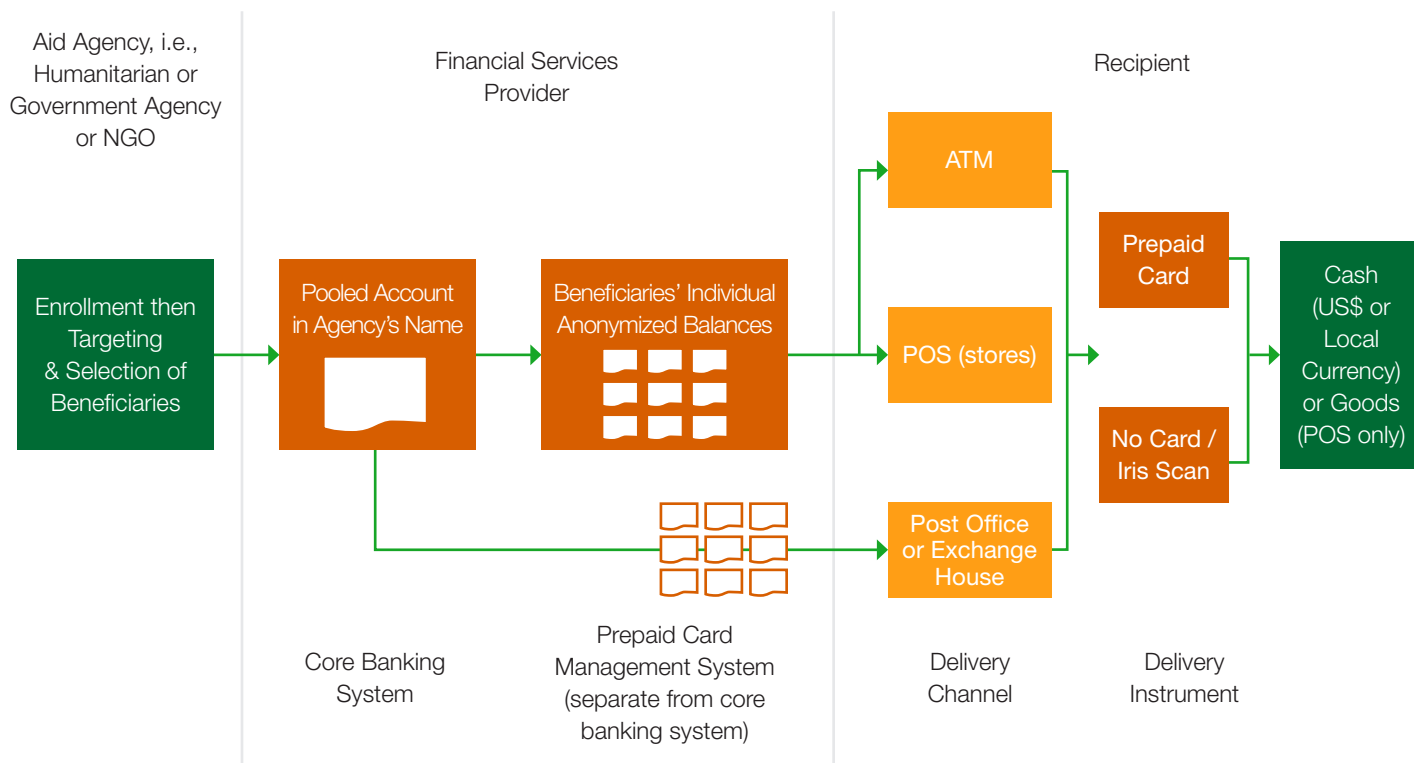 Aid Agency, i.e.,
Humanitarian or
Government Agency
or NGO
Financial Services
Provider
Recipient
Enrollment then
Targeting
& Selection of
Beneficiaries
Pooled Account
in Agency’s Name
Beneficiaries’ Individual
Anonymized Balances
ATM
POS (stores)
Post Office
or Exchange
House
Prepaid
Card
No Card /
Iris Scan
Cash
(US$ or
Local
Currency)
or Goods
(POS only)
Core Banking
System
Prepaid Card
Management System
(separate from core
banking system)
Delivery
Channel
Delivery
Instrument